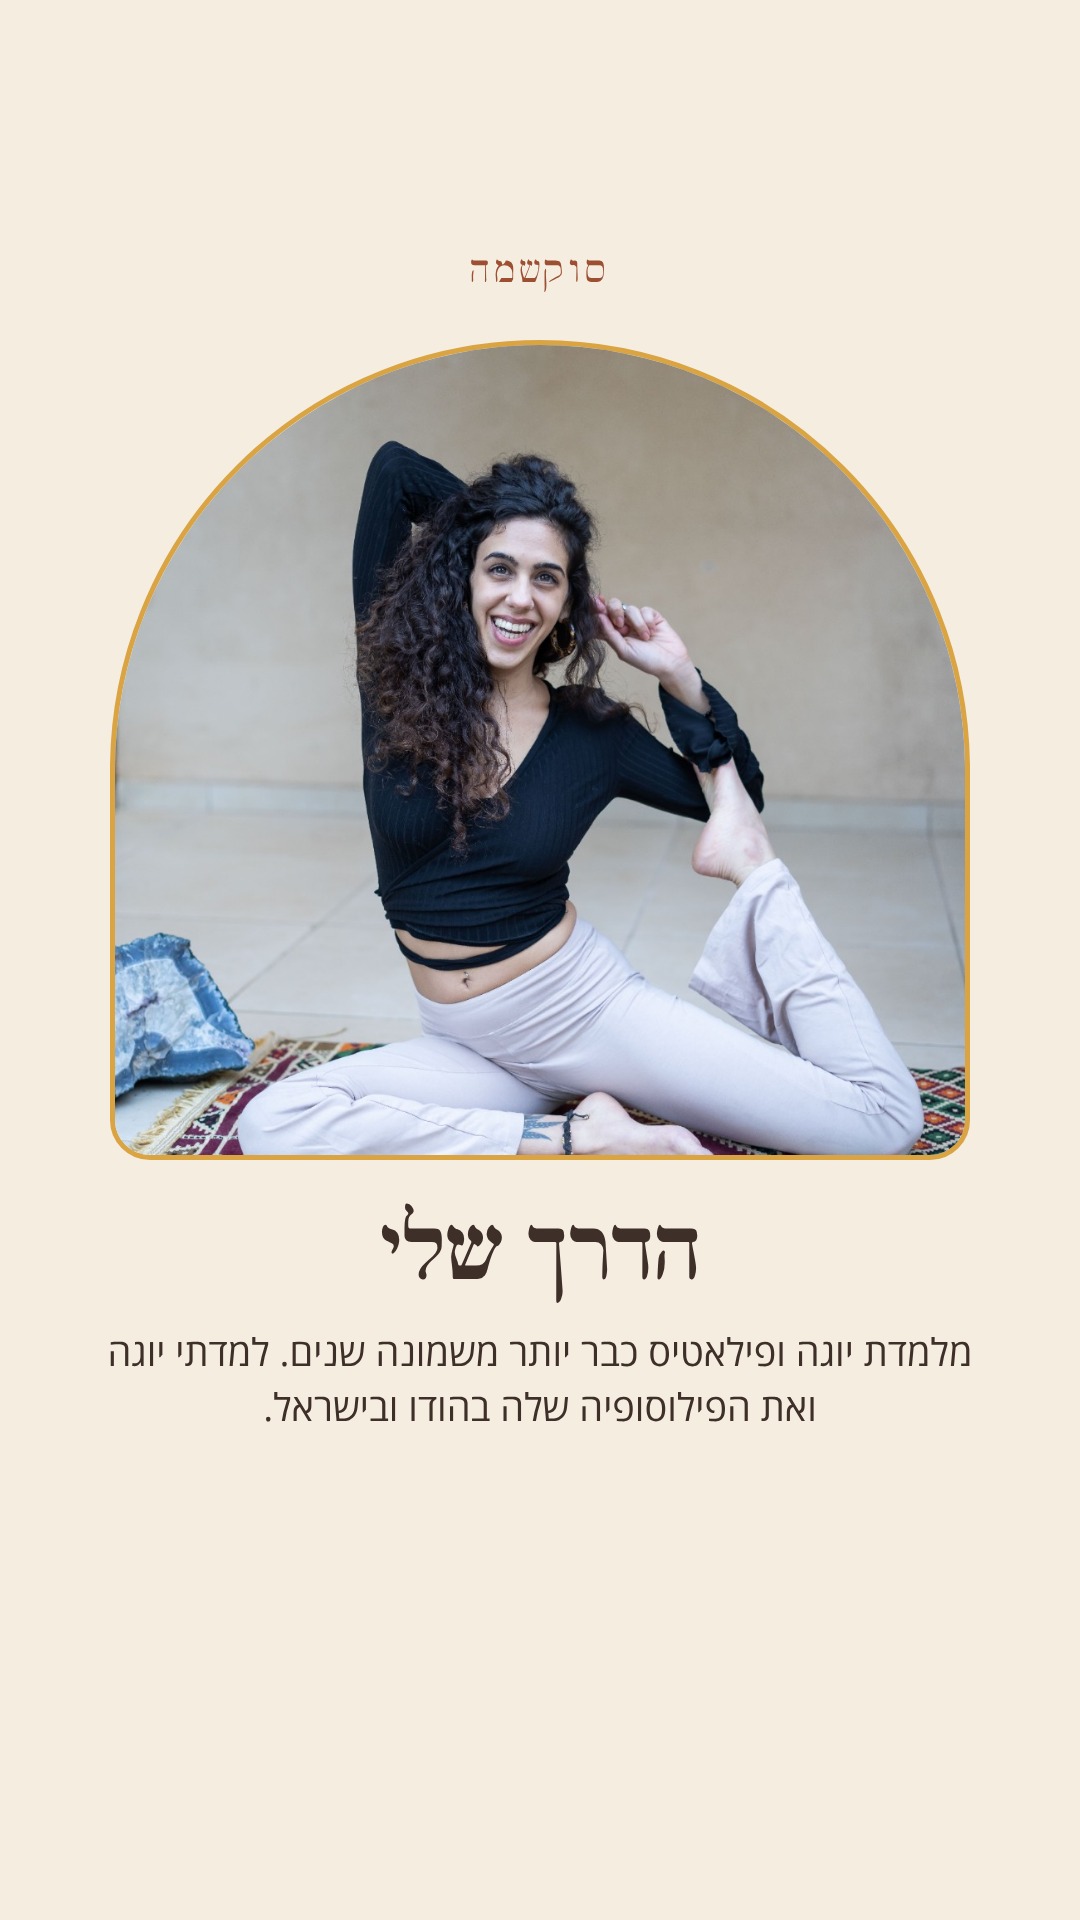 סוקשמה
הדרך שלי
מלמדת יוגה ופילאטיס כבר יותר משמונה שנים. למדתי יוגה
ואת הפילוסופיה שלה בהודו ובישראל.